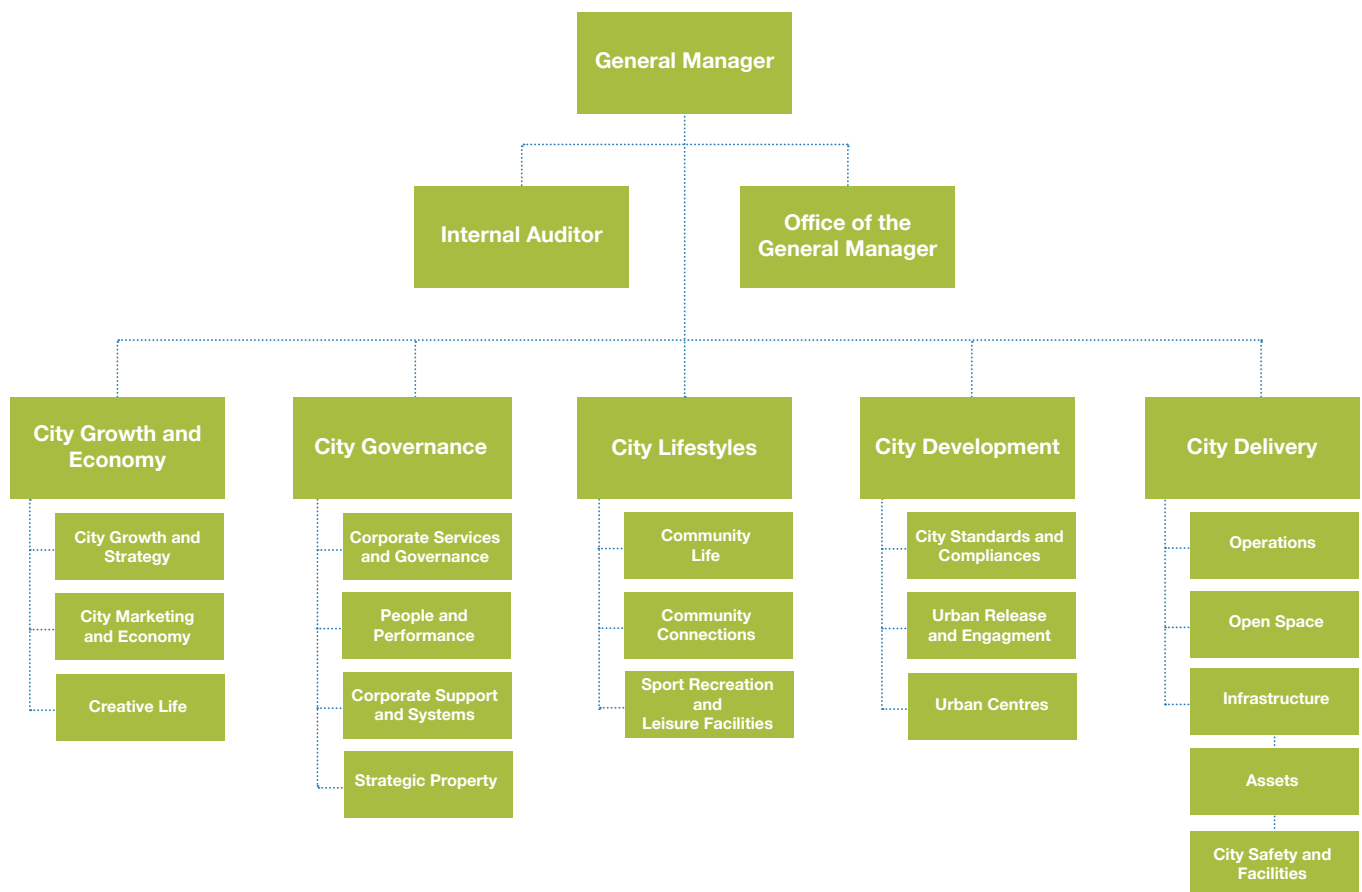 General Manager
Internal Auditor
Office of the
General Manager
City Growth and
Economy
City Governance
City Lifestyles
City Development
City Delivery
City Growth and
Strategy
City Marketing
and Economy
Creative Life
Corporate Services
and Governance
People and
Performance
Corporate Support
and Systems
Strategic Property
Community
Life
Community
Connections
Sport Recreation
and
Leisure Facilities
City Standards and
Compliances
Urban Release
and Engagment
Urban Centres
Operations
Open Space
Infrastructure
Assets
City Safety and
Facilities